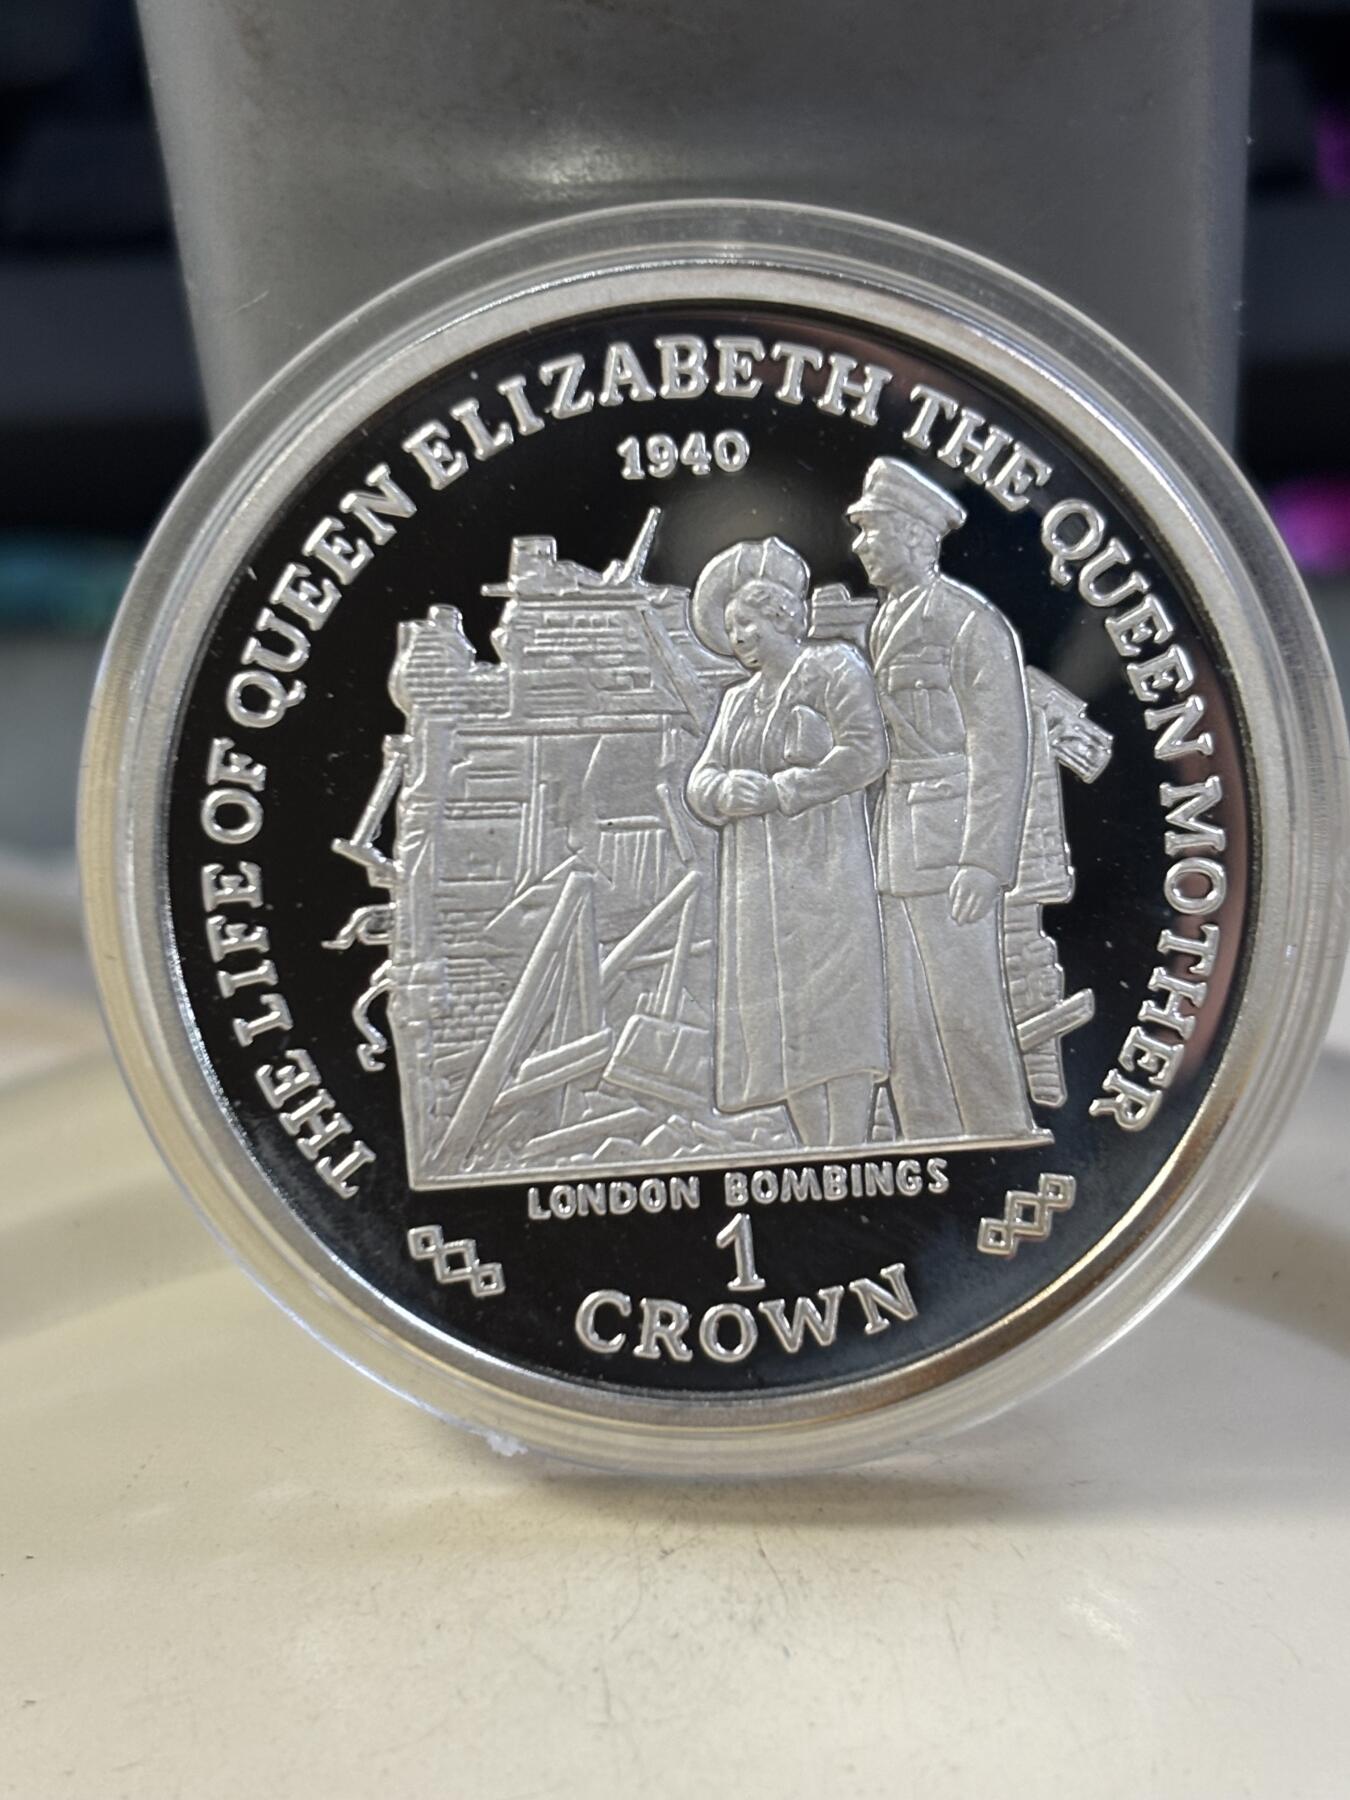 THE LIFE OF QUEEN ELIZABETH THE QUEEN MOTHER
1940
LONDON BOMBINGS
1
CROWN